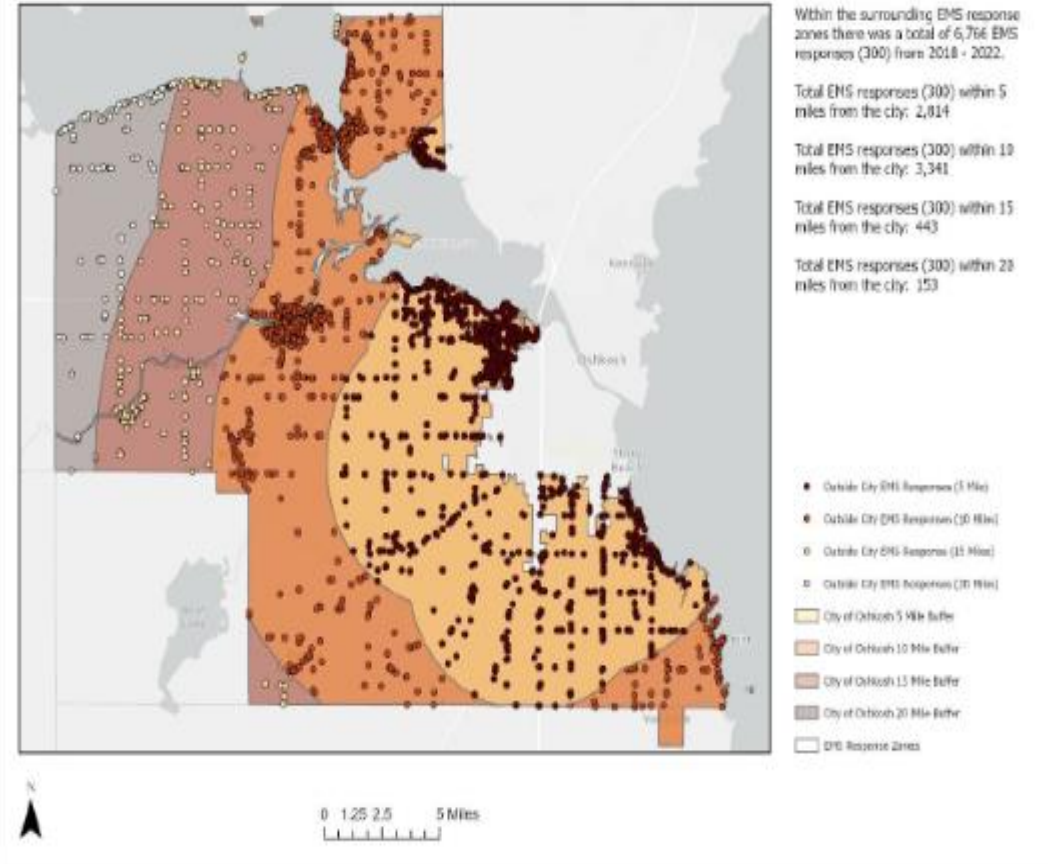 Within the surrounding EMS response
zones there was a total of 6,766 EMS
responses (300) from 2018 - 2022.
Total EMS responses (300) within 5
miles from the city: 2,814
Total EMS responses (300) within 10
miles from the city: 3,341
Total EMS responses (300) within 15
miles from the city: 443
Total EMS responses (300) within 20
miles from the city: 153
Oshkosh
Outside City EMS Responses (5 Mile)
Outside City EMS Responses (10 Miles)
Outside City EMS Response (15 Miles)
Outside City EMS Responses (20 Miles)
City of Oshkosh 5 Mile Buffer
City of Oshkosh 10 Mile Buffer
City of Oshkosh 15 Mile Buffer
City of Oshkosh 20 Mile Buffer
EMS Response Zones
N
0 1.25 2.5 5 Miles